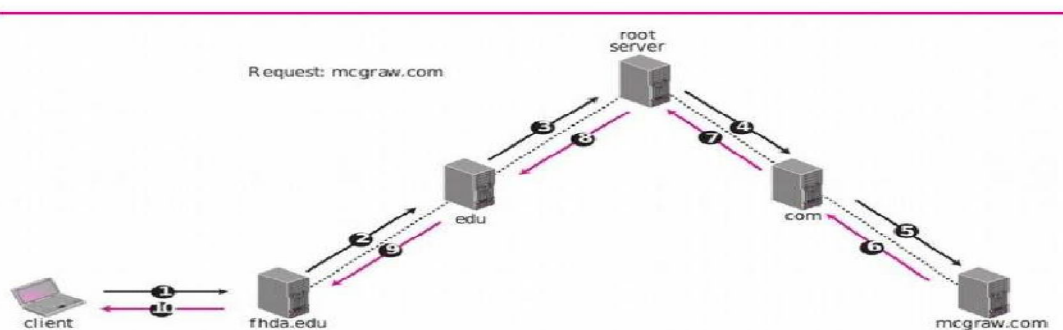 root
server
Request: mcgraw.com
3
4
8
7
edu
com
2
5
9
6
1
10
client
fhda.edu
mcgraw.com